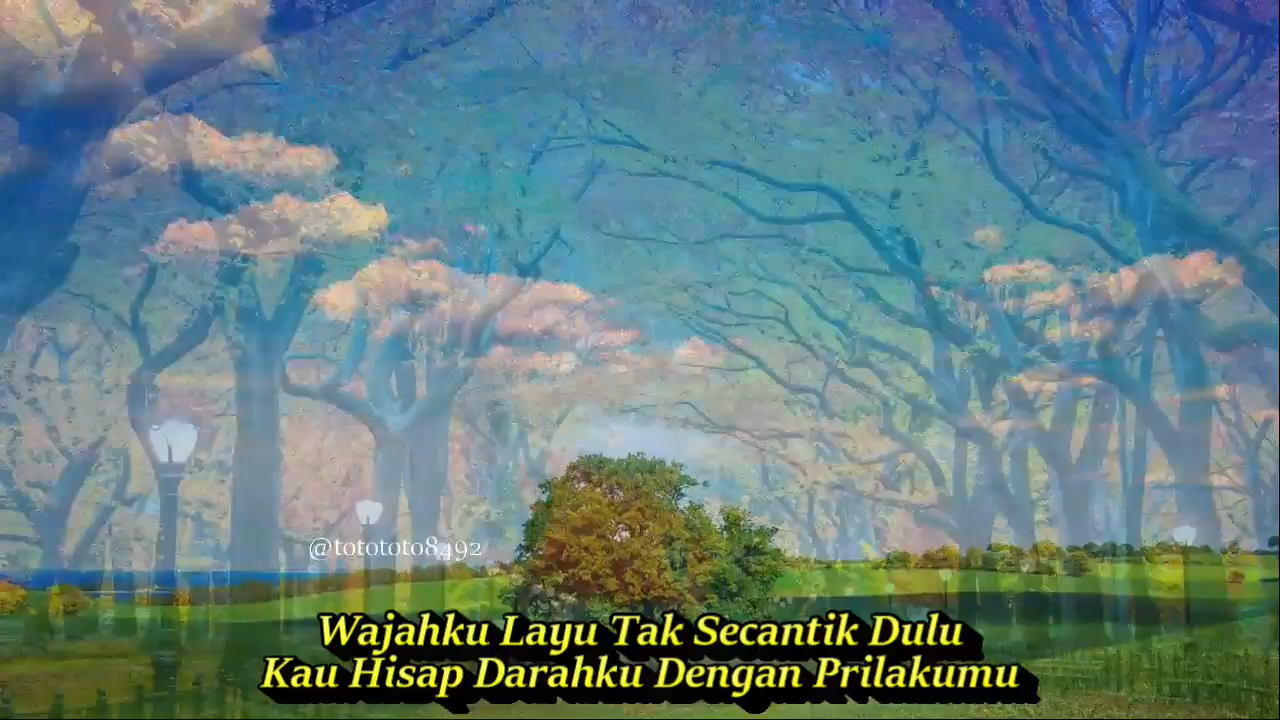 @totototo8492
Wajahku Layu Tak Secantik Dulu
Kau Hisap Darahku Dengan Prilakumu